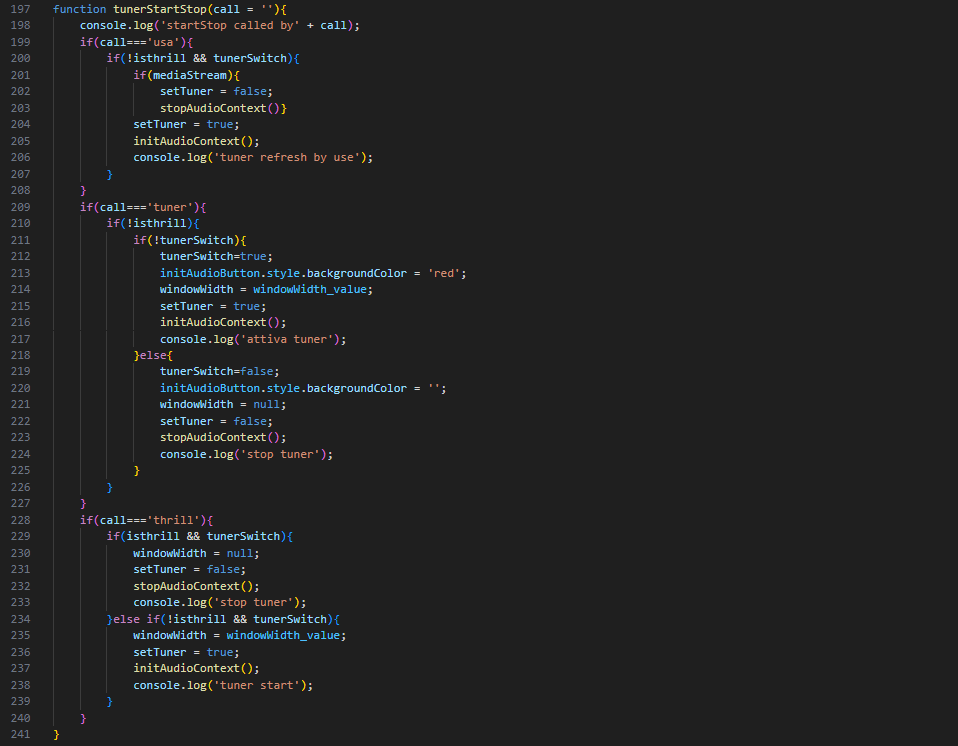 197 function tunerStartStop(call = ''){
198     console.log('startStop called by' + call);
199     if(call==='usa'){
200         if(!isthrill && tunerSwitch){
201             if(mediaStream){
202                 setTuner = false;
203                 stopAudioContext()}
204             setTuner = true;
205             initAudioContext();
206             console.log('tuner refresh by use');
207         }
208     }
209     if(call==='tuner'){
210         if(!isthrill){
211             if(!tunerSwitch){
212                 tunerSwitch=true;
213                 initAudioButton.style.backgroundColor = 'red';
214                 windowWidth = windowWidth_value;
215                 setTuner = true;
216                 initAudioContext();
217                 console.log('attiva tuner');
218             }else{
219                 tunerSwitch=false;
220                 initAudioButton.style.backgroundColor = '';
221                 windowWidth = null;
222                 setTuner = false;
223                 stopAudioContext();
224                 console.log('stop tuner');
225             }
226         }
227     }
228     if(call==='thrill'){
229         if(isthrill && tunerSwitch){
230             windowWidth = null;
231             setTuner = false;
232             stopAudioContext();
233             console.log('stop tuner');
234         }else if(!isthrill && tunerSwitch){
235             windowWidth = windowWidth_value;
236             setTuner = true;
237             initAudioContext();
238             console.log('tuner start');
239         }
240     }
241 }